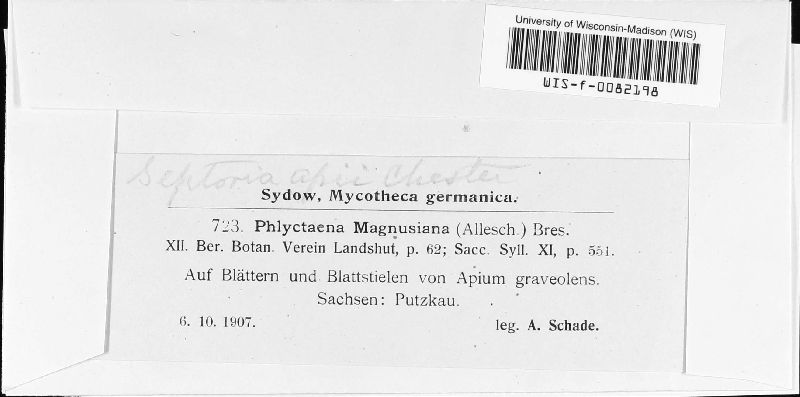 University of Wisconsin-Madison (WIS)
WIS-f-0082198
Septoria apii Chester
Sydow, Mycotheca germanica.
723. Phlyctaena Magnusiana (Allesch.) Bres.
XII. Ber. Botan. Verein Landshut, p. 62; Sacc. Syll. XI, p. 551.
Auf Blättern und Blattstielen von Apium graveolens.
Sachsen: Putzkau.
6. 10. 1907. leg. A. Schade.